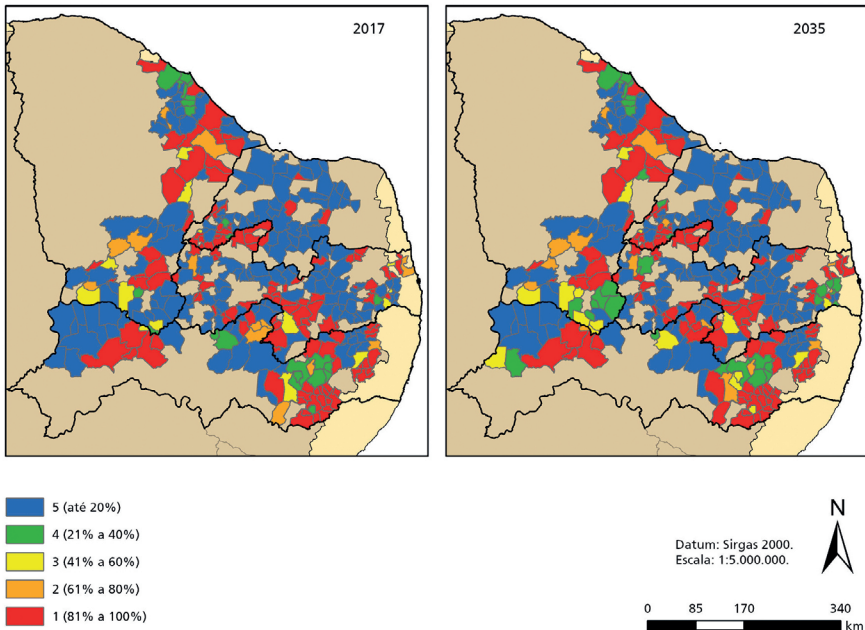 2017
2035
5 (até 20%)
4 (21% a 40%)
3 (41% a 60%)
2 (61% a 80%)
1 (81% a 100%)
Datum: Sirgas 2000.
Escala: 1:5.000.000.
N
0 85 170 340
km